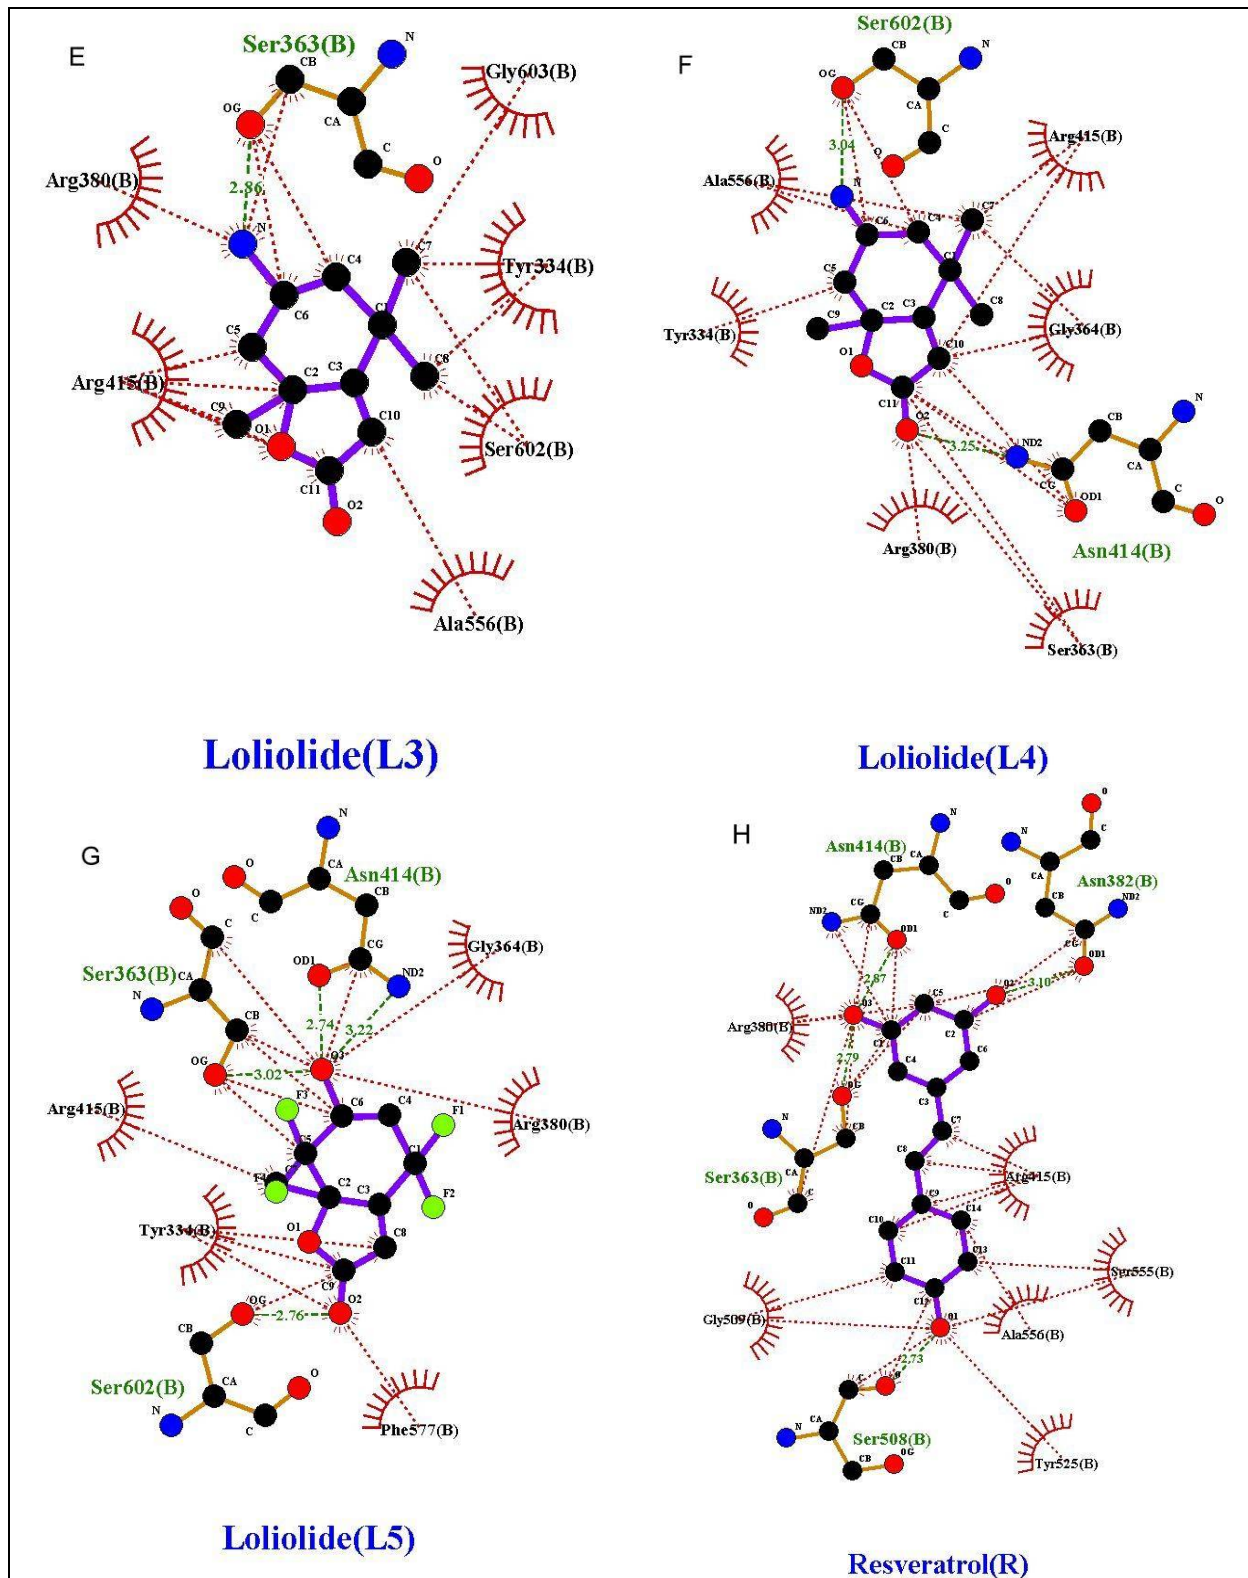 E
Ser363(B)
N
CB
CA
OG
C
O
Gly603(B)
Arg380(B)
2.86
N
C4
C7
Tyr334(B)
C6
C1
C5
C2
C3
C8
Arg415(B)
C9
O1
C10
Ser602(B)
C11
O2
Ala556(B)
Loliolide(L3)
F
Ser602(B)
CB
N
OG
CA
C
O
3.04
Arg415(B)
Ala556(B)
N
C6
C4
C7
C1
C5
C9
C2
C3
C8
Tyr334(B)
Gly364(B)
O1
C10
C11
O2
3.25
CB
N
ND2
CA
CG
OD1
C
O
Arg380(B)
Asn414(B)
Ser363(B)
Loliolide(L4)
G
N
O
CA
Asn414(B)
C
CB
O
C
CG
OD1
ND2
Gly364(B)
Ser363(B)
CA
N
CB
2.74
3.22
OG
3.02
O3
F3
C6
C4
F1
Arg415(B)
Arg380(B)
C5
C1
F4
C
C2
C3
F2
Tyr334(B)
O1
C8
C9
OG
2.76
O2
CB
Ser602(B)
CA
O
N
C
Phe577(B)
Loliolide(L5)
H
Asn414(B)
N
CB
CA
O
C
N
CA
Asn382(B)
CG
ND2
C
O
CB
ND2
OD1
CG
OD1
2.87
3.10
O3
C5
O2
Arg380(B)
C1
C2
2.79
C4
C6
OG
C3
N
CB
C7
CA
C8
Ser363(B)
C
Arg415(B)
O
C9
C10
C14
C11
C13
Ser555(B)
C12
Gly509(B)
O1
Ala556(B)
2.73
C
O
N
CA
Ser508(B)
CB
OG
Tyr525(B)
Resveratrol(R)